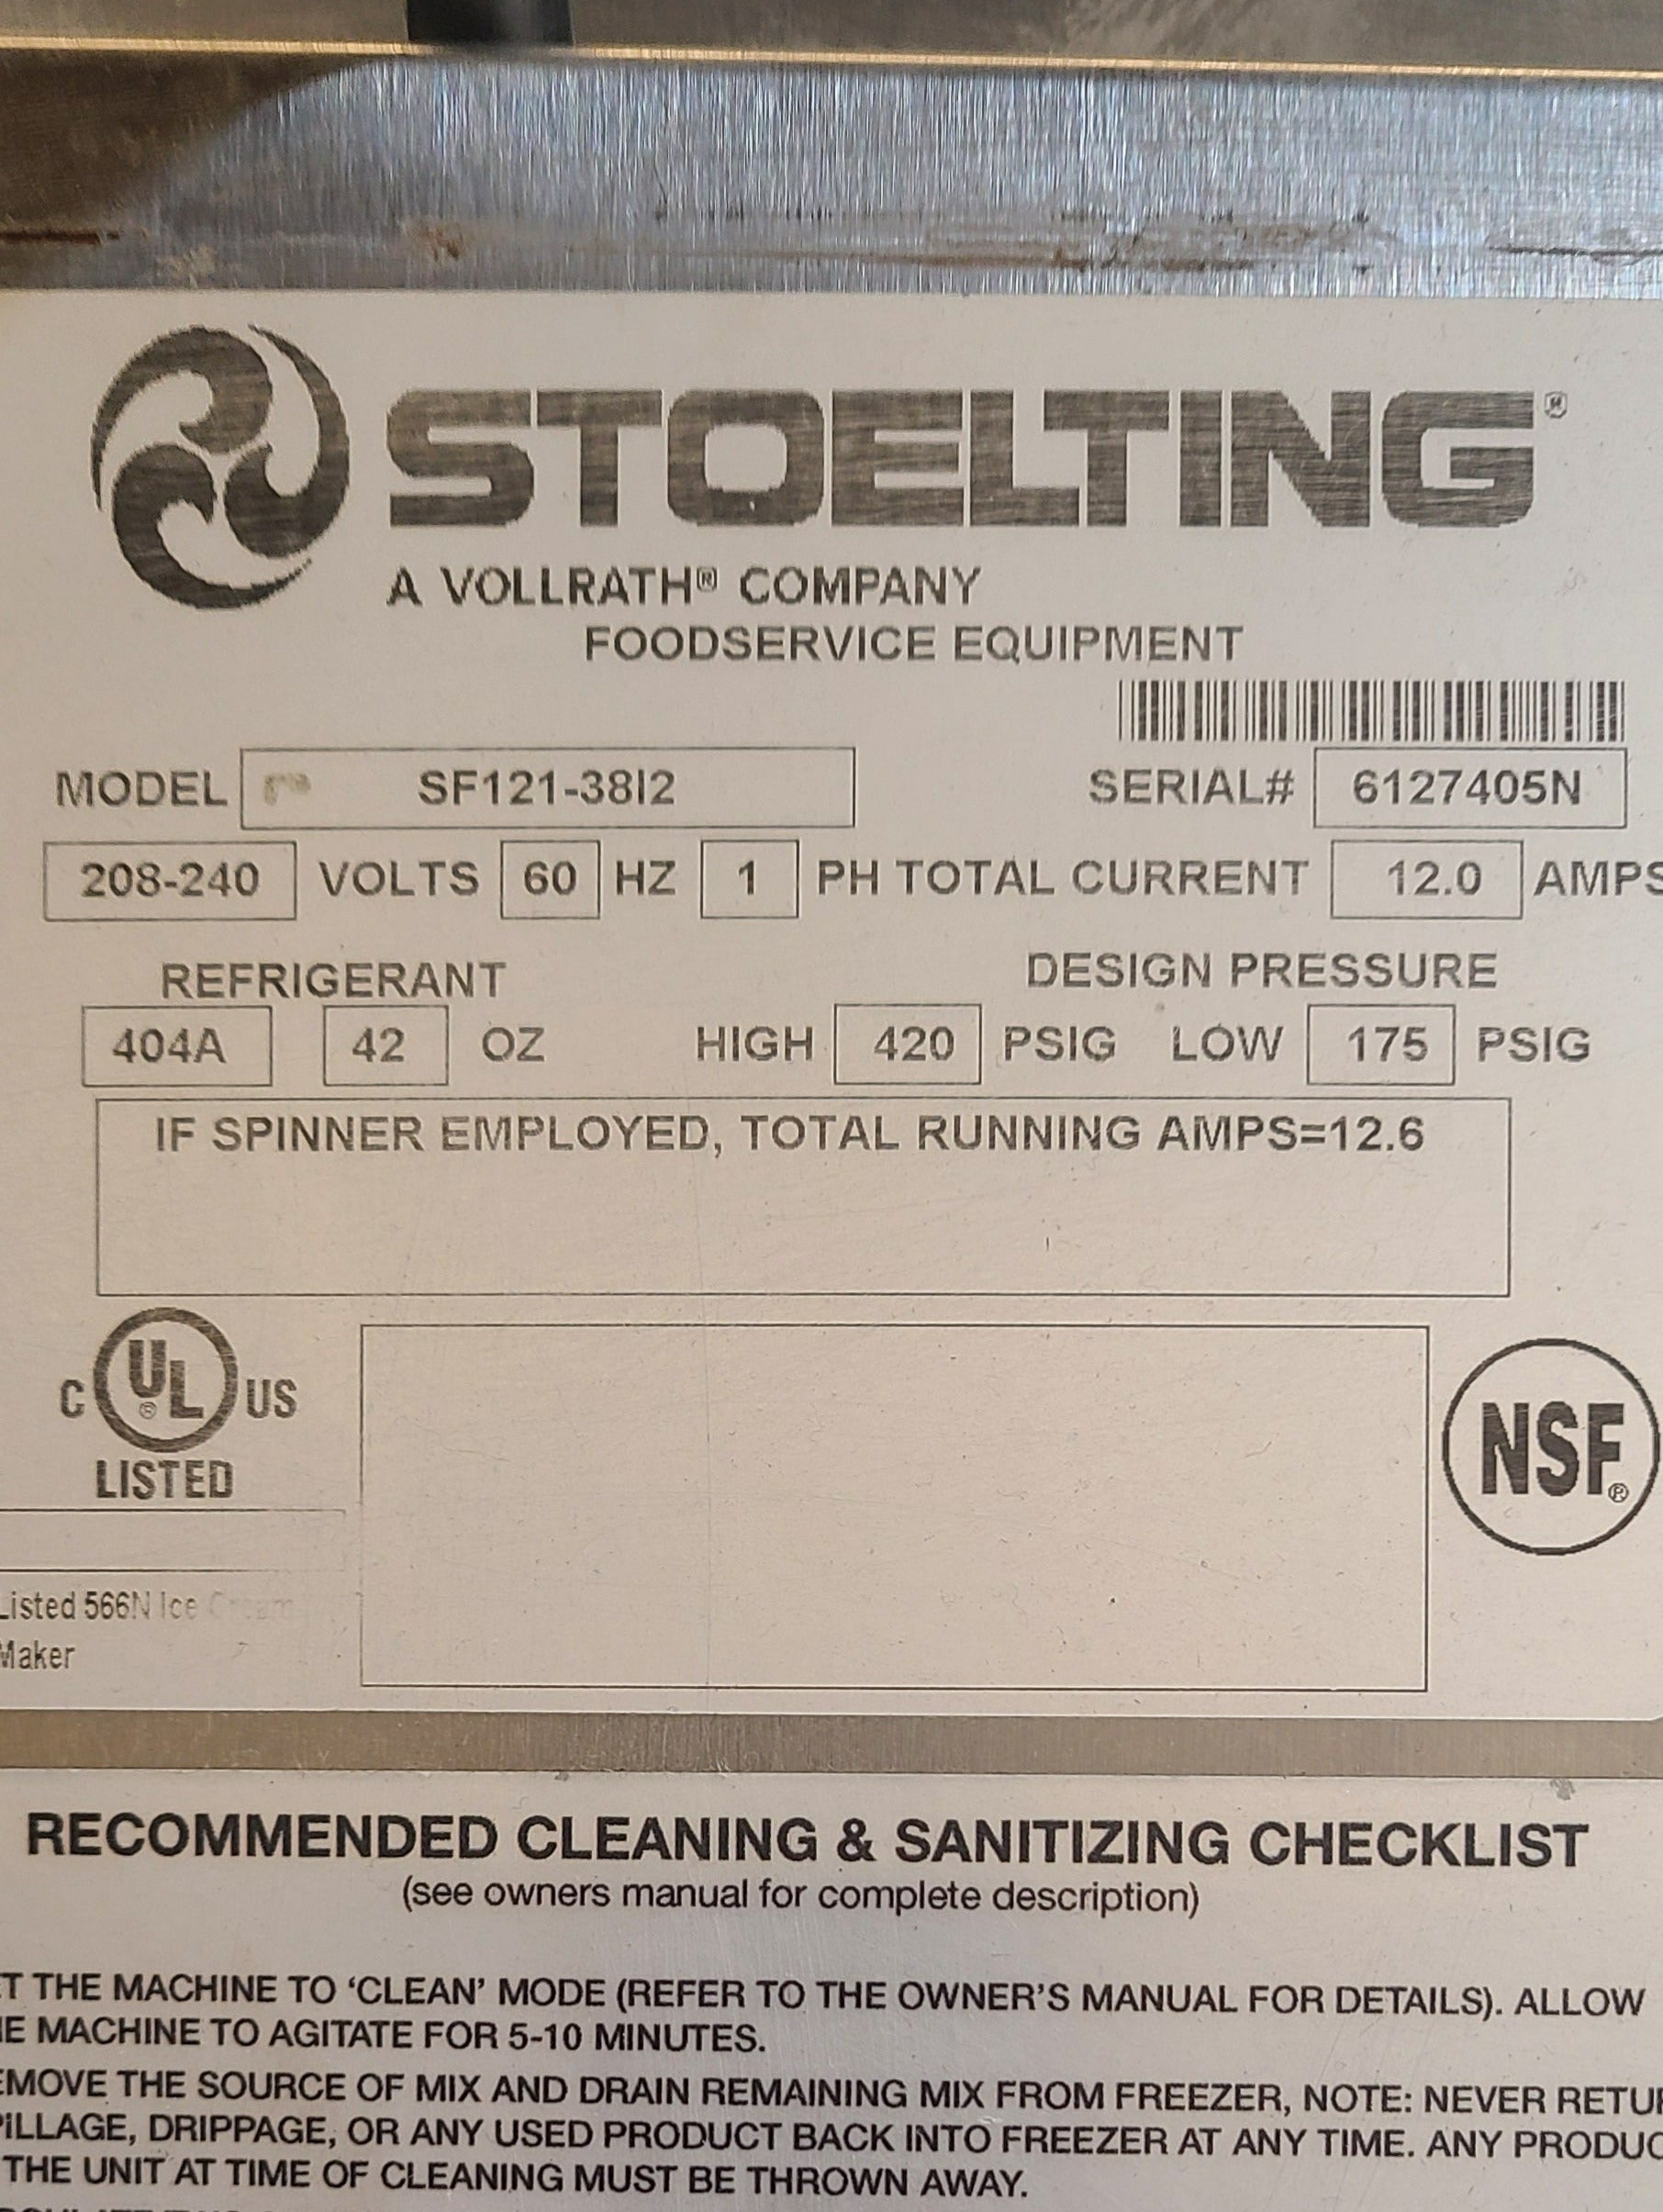 STOELTING®
A VOLLRATH® COMPANY
FOODSERVICE EQUIPMENT
MODEL SF121-38I2 SERIAL# 6127405N
208-240 VOLTS 60 HZ 1 PH TOTAL CURRENT 12.0 AMPS
REFRIGERANT DESIGN PRESSURE
404A 42 OZ HIGH 420 PSIG LOW 175 PSIG
IF SPINNER EMPLOYED, TOTAL RUNNING AMPS=12.6
C UL® US
LISTED
NSF®
Listed 566N Ice Cream
Maker
RECOMMENDED CLEANING & SANITIZING CHECKLIST
(see owners manual for complete description)
T THE MACHINE TO ‘CLEAN’ MODE (REFER TO THE OWNER’S MANUAL FOR DETAILS). ALLOW
E MACHINE TO AGITATE FOR 5-10 MINUTES.
EMOVE THE SOURCE OF MIX AND DRAIN REMAINING MIX FROM FREEZER, NOTE: NEVER RETUR
PILLAGE, DRIPPAGE, OR ANY USED PRODUCT BACK INTO FREEZER AT ANY TIME. ANY PRODUC
THE UNIT AT TIME OF CLEANING MUST BE THROWN AWAY.